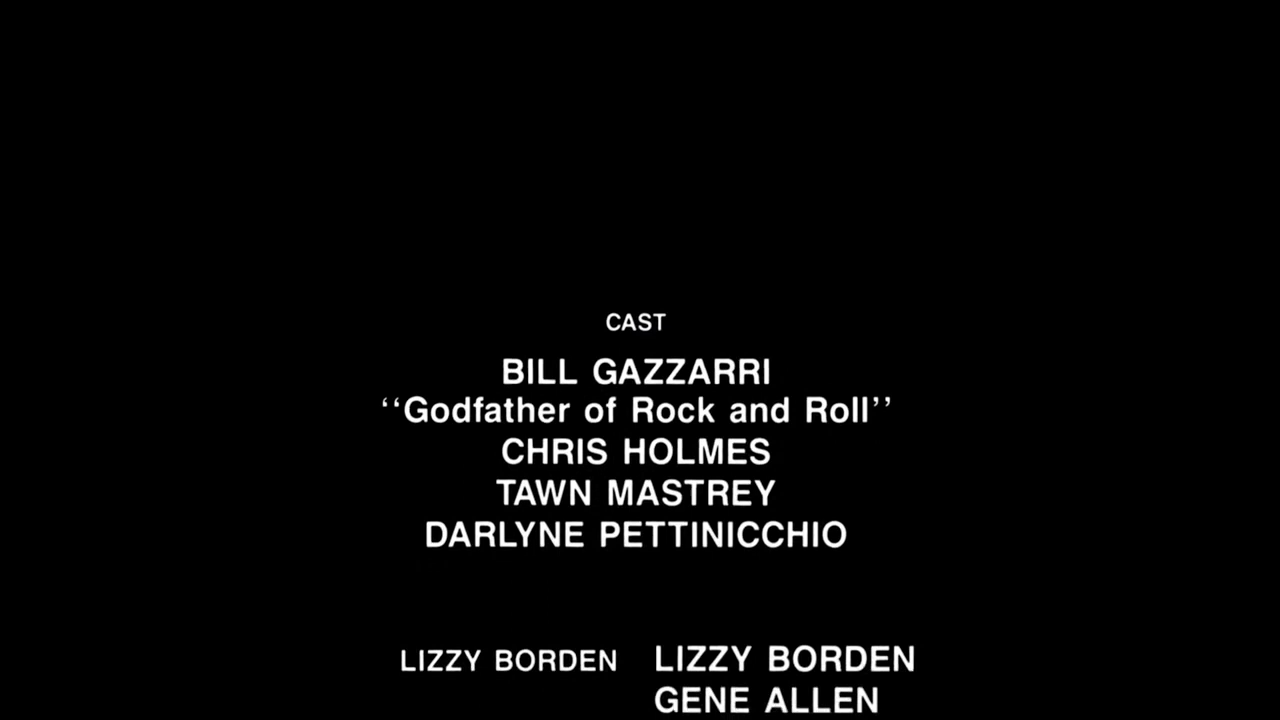 CAST
BILL GAZZARRI
‘‘Godfather of Rock and Roll’’
CHRIS HOLMES
TAWN MASTREY
DARLYNE PETTINICCHIO
LIZZY BORDEN LIZZY BORDEN
GENE ALLEN